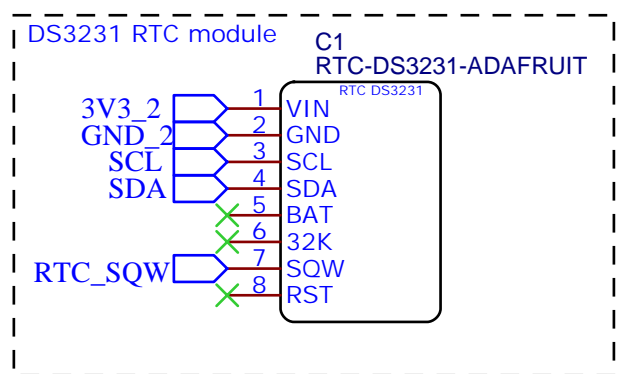 DS3231 RTC module
C1
RTC-DS3231-ADAFRUIT
RTC DS3231
3V3_2 1 VIN
GND_2 2 GND
SCL 3 SCL
SDA 4 SDA
5 BAT
6 32K
RTC_SQW 7 SQW
8 RST